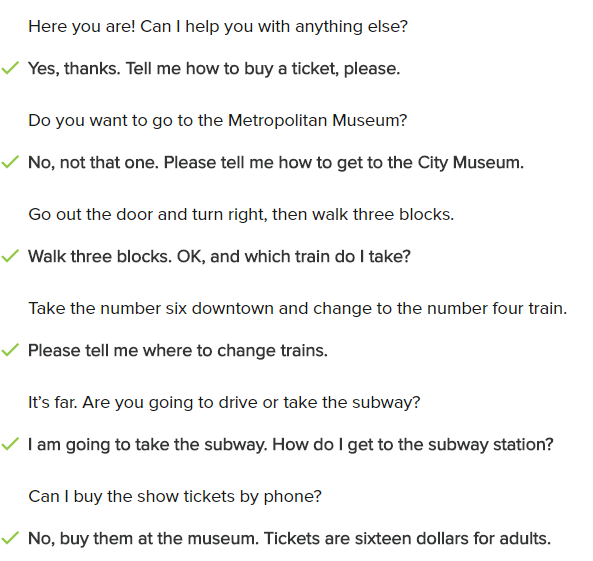 Here you are! Can I help you with anything else?
Yes, thanks. Tell me how to buy a ticket, please.
Do you want to go to the Metropolitan Museum?
No, not that one. Please tell me how to get to the City Museum.
Go out the door and turn right, then walk three blocks.
Walk three blocks. OK, and which train do I take?
Take the number six downtown and change to the number four train.
Please tell me where to change trains.
It’s far. Are you going to drive or take the subway?
I am going to take the subway. How do I get to the subway station?
Can I buy the show tickets by phone?
No, buy them at the museum. Tickets are sixteen dollars for adults.